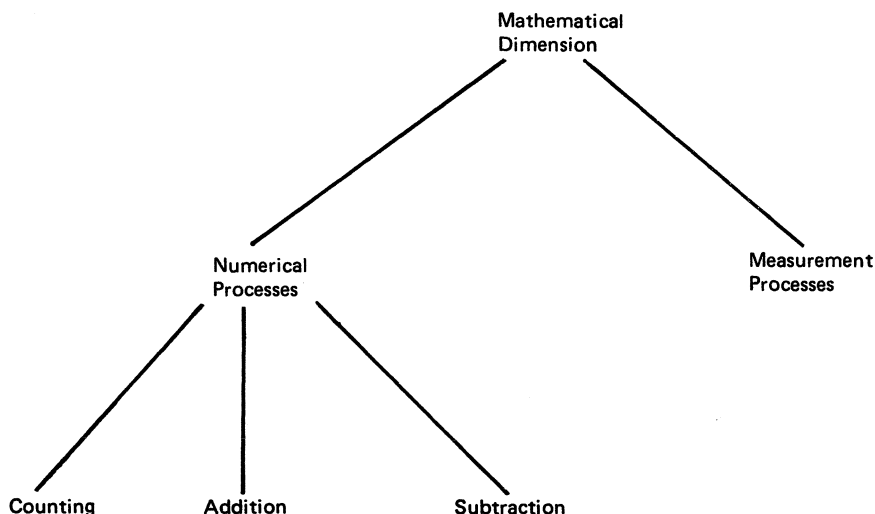 Mathematical
Dimension
Numerical
Processes
Measurement
Processes
Counting
Addition
Subtraction